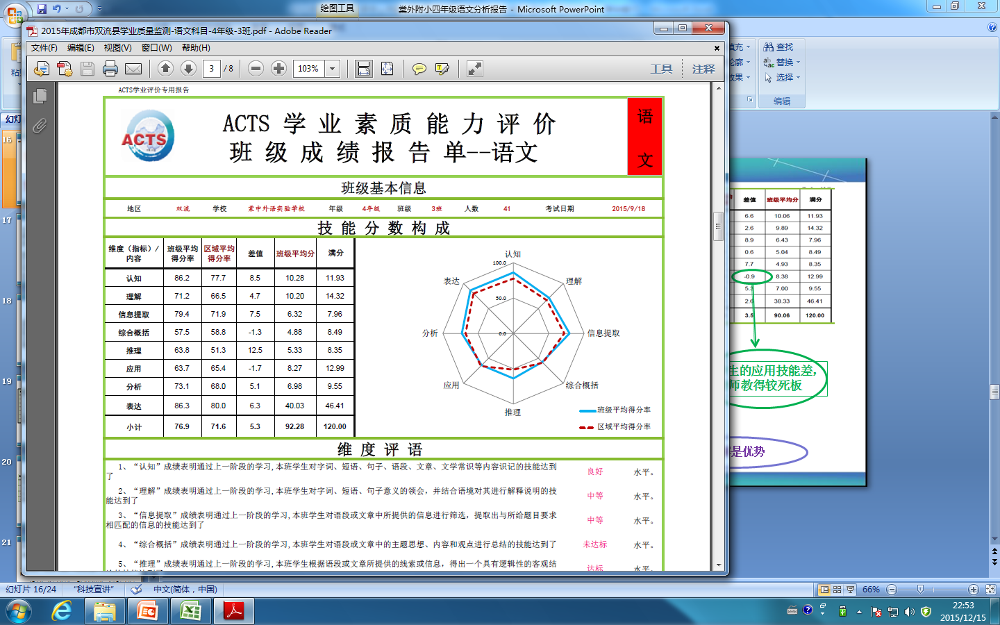 绘图工具
棠外附小四年级语文分析报告 - Microsoft PowerPoint
2015年成都市双流县学业质量监测-语文科目-4年级-3班.pdf - Adobe Reader
文件(F) 编辑(E) 视图(V) 窗口(W) 帮助(H)
3 / 8 103% 工具 注释
查找
替换
选择
编辑
ACTS学业评价专用报告
ACTS
ACTS 学 业 素 质 能 力 评 价
班 级 成 绩 报 告 单--语文
语
文
班级基本信息
地区 双流 学校 棠中外语实验学校 年级 4年级 班级 3班 人数 41 考试日期 2015/9/18
技 能 分 数 构 成
维度（指标）/内容 班级平均得分率 区域平均得分率 差值 班级平均分 满分
认知 86.2 77.7 8.5 10.28 11.93
理解 71.2 66.5 4.7 10.20 14.32
信息提取 79.4 71.9 7.5 6.32 7.96
综合概括 57.5 58.8 -1.3 4.88 8.49
推理 63.8 51.3 12.5 5.33 8.35
应用 63.7 65.4 -1.7 8.27 12.99
分析 73.1 68.0 5.1 6.98 9.55
表达 86.3 80.0 6.3 40.03 46.41
小计 76.9 71.6 5.3 92.28 120.00
认知
100.0
表达
理解
50.0
分析
0.0
信息提取
应用
综合概括
推理
班级平均得分率
区域平均得分率
维 度 评 语
1、“认知”成绩表明通过上一阶段的学习,本班学生对字词、短语、句子、语段、文章、文学常识等内容识记的技能达到
了
良好 水平。
2、“理解”成绩表明通过上一阶段的学习,本班学生对字词、短语、句子意义的领会，并结合语境对其进行解释说明的技
能达到了
中等 水平。
3、“信息提取”成绩表明通过上一阶段的学习,本班学生对语段或文章中所提供的信息进行筛选，提取出与所给题目要求
相匹配的信息的技能达到了
中等 水平。
4、“综合概括”成绩表明通过上一阶段的学习,本班学生对语段或文章中的主题思想、内容和观点进行总结的技能达到了
未达标 水平。
5、“推理”成绩表明通过上一阶段的学习,本班学生根据语段或文章所提供的线索或信息，得出一个具有逻辑性的客观结
达标 水平。
差值 班级平均分 满分
6.6 10.06 11.93
2.6 9.89 14.32
8.9 6.43 7.96
0.6 5.04 8.49
7.7 4.93 8.35
-0.9 8.38 12.99
5.3 7.00 9.55
2.6 38.33 46.41
3.5 90.06 120.00
生的应用技能差，
师教得较死板
是优势
16
17
18
19
20
21
幻灯片 16/24 “科技宣讲” 中文(简体，中国) 66%
22:53
2015/12/15